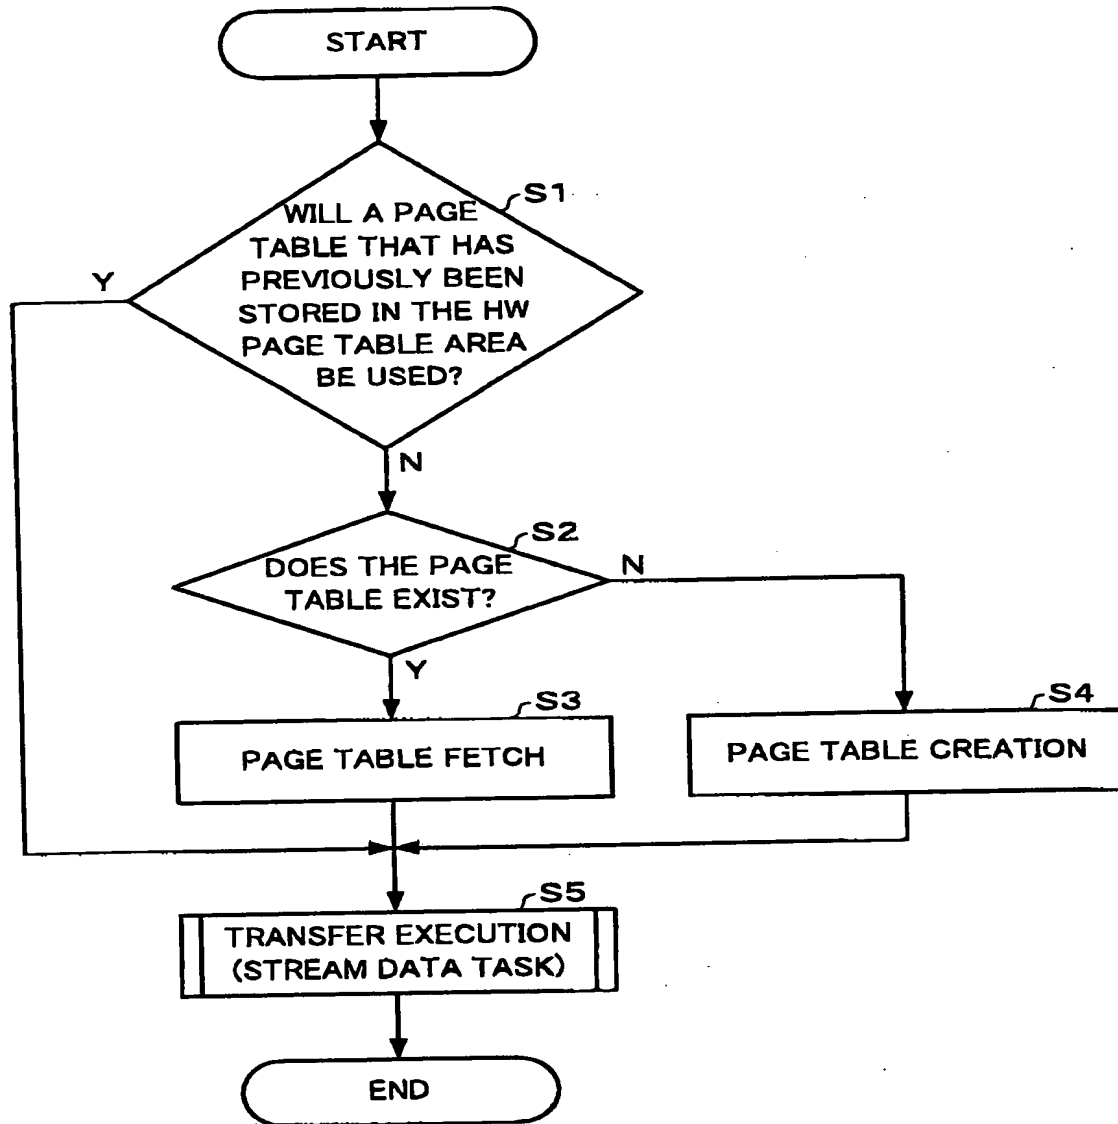 START
S1
WILL A PAGE
TABLE THAT HAS
PREVIOUSLY BEEN
STORED IN THE HW
PAGE TABLE AREA
BE USED?
Y
N
S2
DOES THE PAGE
TABLE EXIST?
N
Y
S3
PAGE TABLE FETCH
S4
PAGE TABLE CREATION
S5
TRANSFER EXECUTION
(STREAM DATA TASK)
END